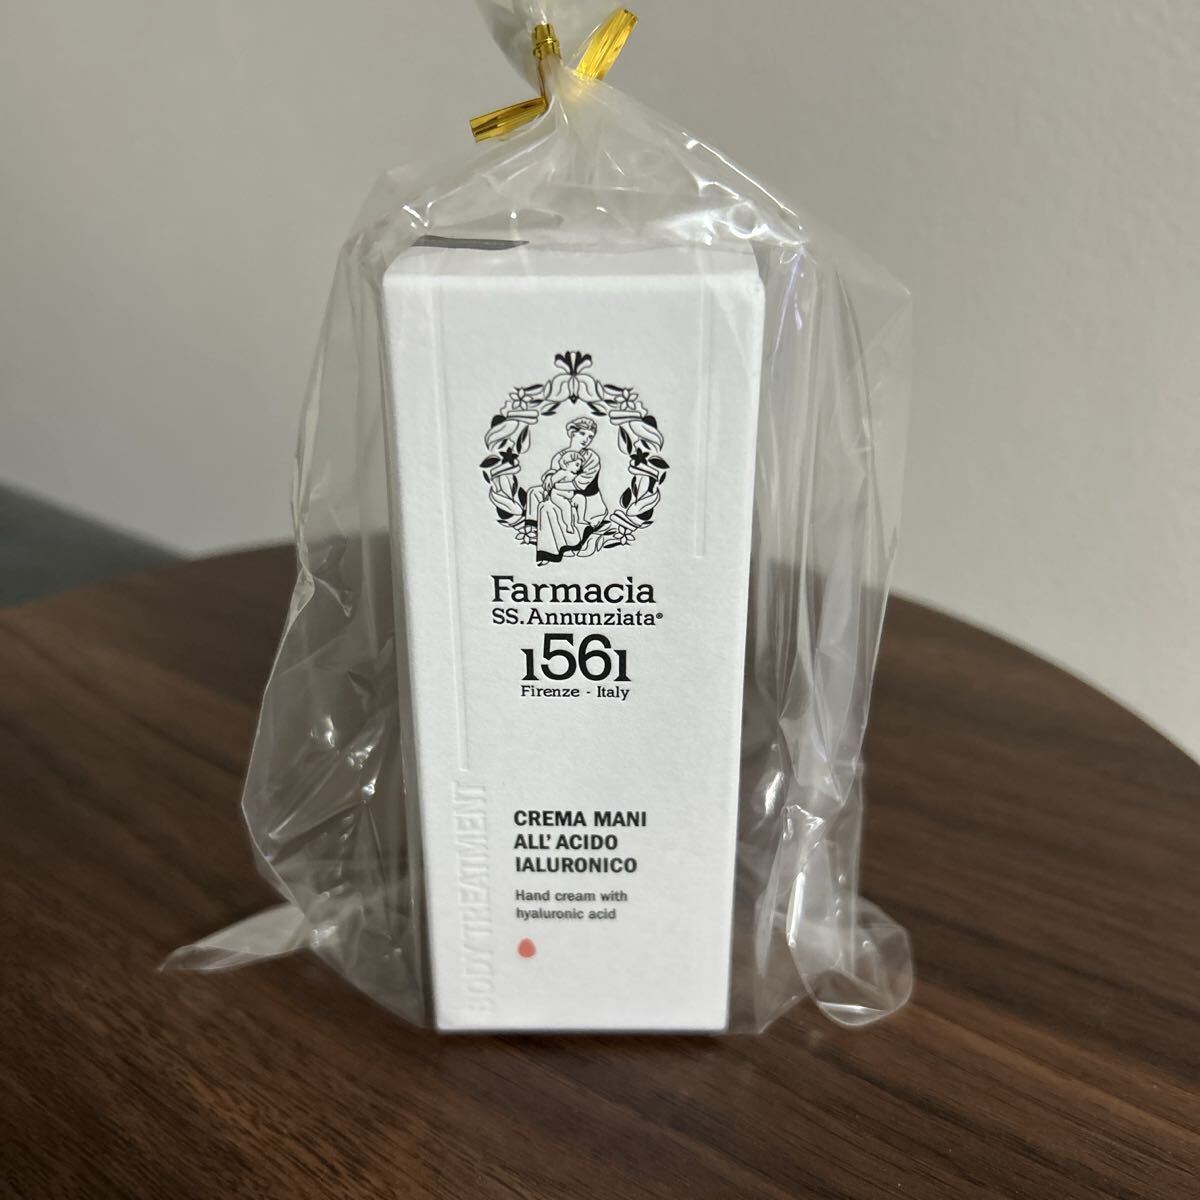 Farmacia
SS. Annunziata®
1561
Firenze - Italy
BODY TREATMENT
CREMA MANI
ALL' ACIDO
IALURONICO
Hand cream with
hyaluronic acid